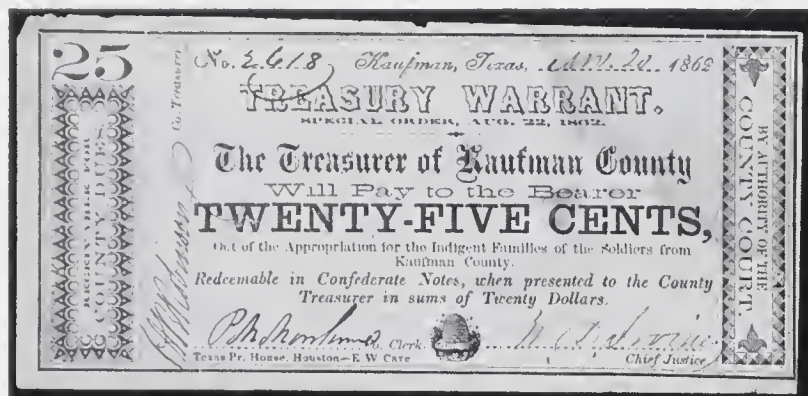 25
RECEIVABLE FOR
COUNTY DUES.
Co. Treasurer
No. 2618 Kaufman, Texas, 1862
TREASURY WARRANT.
SPECIAL ORDER, AUG. 22, 1862.
The Treasurer of Kaufman County
Will Pay to the Bearer
TWENTY-FIVE CENTS,
Out of the Appropriation for the Indigent Families of the Soldiers from
Kaufman County.
Redeemable in Confederate Notes, when presented to the County
Treasurer in sums of Twenty Dollars.
Clerk.
Chief Justice
Texas Pr. House, Houston—E W Cave
BY AUTHORITY OF THE
COUNTY COURT.